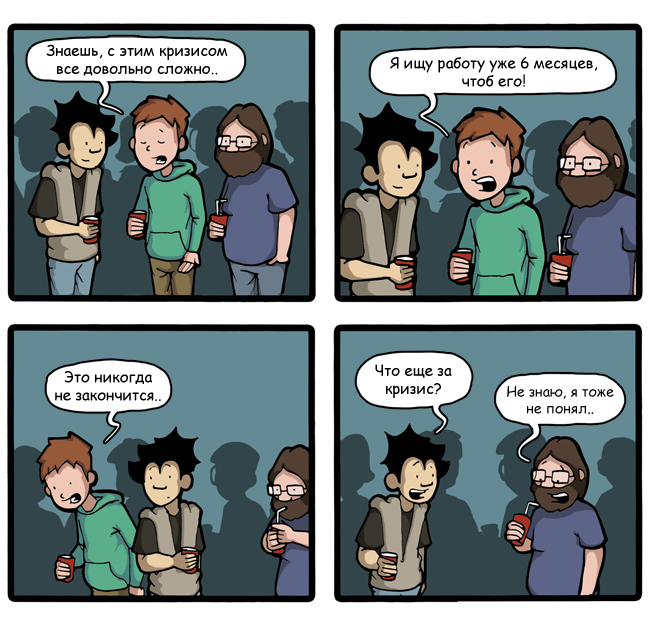 Знаешь, с этим кризисом
все довольно сложно..
Я ищу работу уже 6 месяцев,
чтоб его!
Это никогда
не закончится..
Что еще за
кризис?
Не знаю, я тоже
не понял..